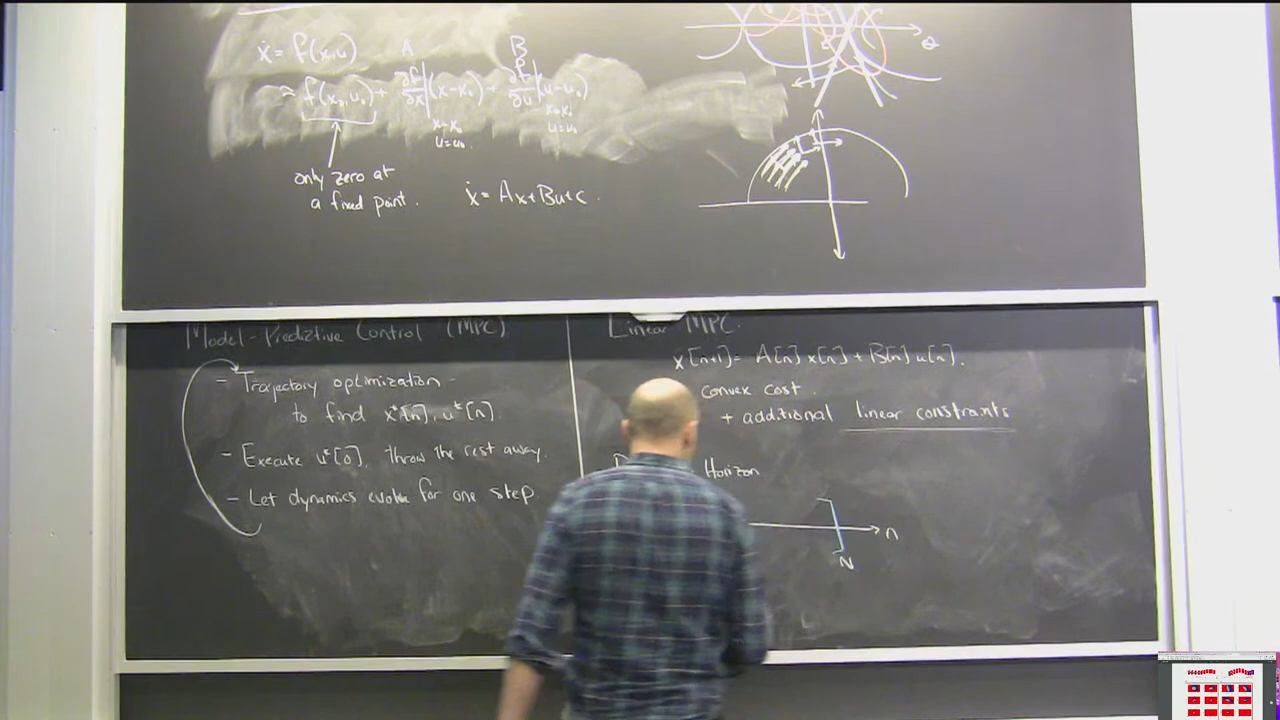 ẋ = f(x,u)
A
B
≈ f(x₀,u₀) + ∂f/∂x|(x-x₀) + ∂f/∂u|(u-u₀)
x=x₀
u=u₀
x=x₀
u=u₀
only zero at
a fixed point.
ẋ = Ax+Bu+c
Model-Predictive Control (MPC)
- Trajectory optimization
to find x*[n], u*[n].
- Execute u*[0], throw the rest away.
- Let dynamics evolve for one step
Linear MPC.
x[n+1] = A[n] x[n] + B[n] u[n].
convex cost
+ additional linear constraints
Horizon
n
N